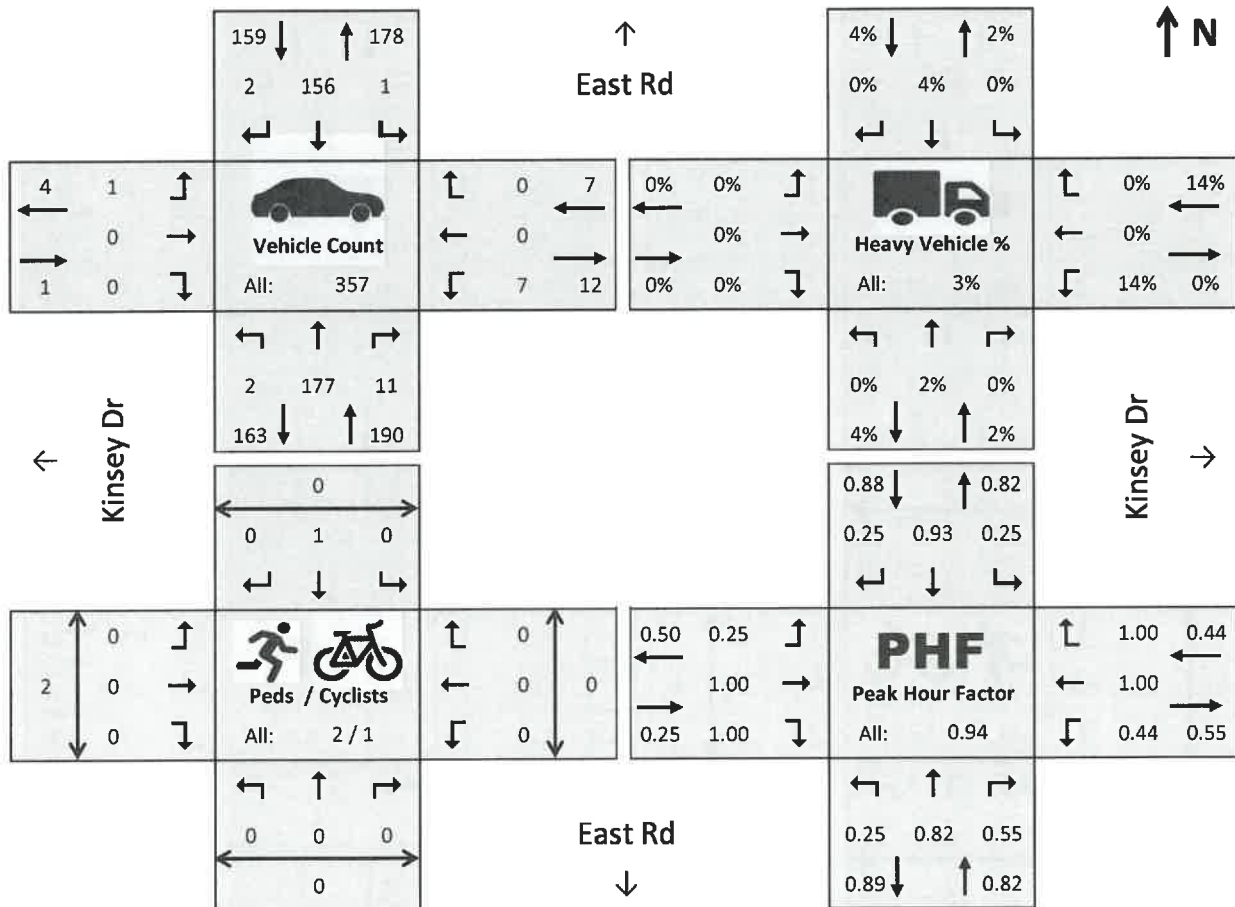 159 178
2 156 1
4 1 0 7
0 0
1 0 7 12
Vehicle Count
All: 357
2 177 11
163 190
East Rd
4% 2%
0% 4% 0%
N
0% 0% 0% 14%
0% 0%
0% 0% 14% 0%
Heavy Vehicle %
All: 3%
0% 2% 0%
4% 2%
Kinsey Dr
Kinsey Dr
0
0 1 0
0 0
2 0 0 0
0 0
Peds / Cyclists
All: 2 / 1
0 0 0
0
East Rd
0.88 0.82
0.25 0.93 0.25
0.50 0.25 1.00 0.44
1.00 1.00
0.25 1.00 0.44 0.55
PHF
Peak Hour Factor
All: 0.94
0.25 0.82 0.55
0.89 0.82